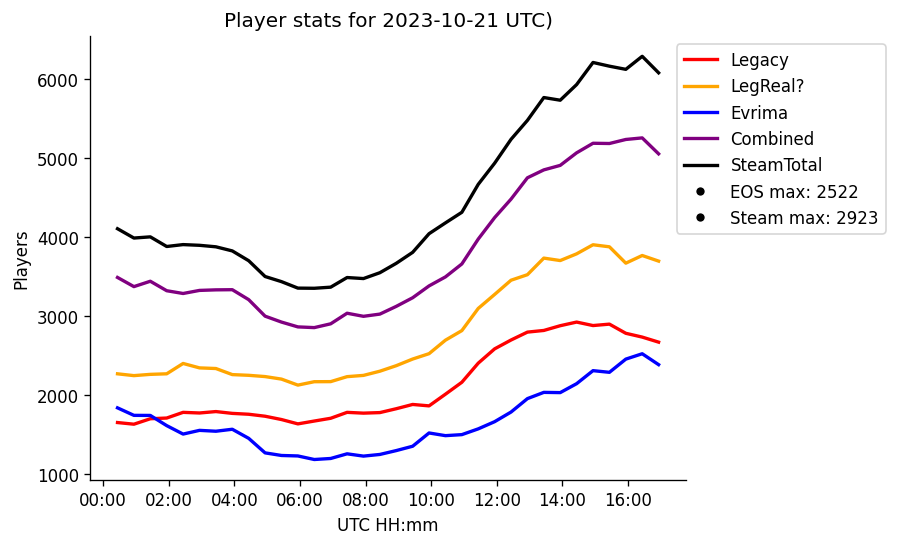 Player stats for 2023-10-21 UTC)
Legacy
LegReal?
Evrima
Combined
SteamTotal
EOS max: 2522
Steam max: 2923
Players
6000
5000
4000
3000
2000
1000
00:00 02:00 04:00 06:00 08:00 10:00 12:00 14:00 16:00
UTC HH:mm